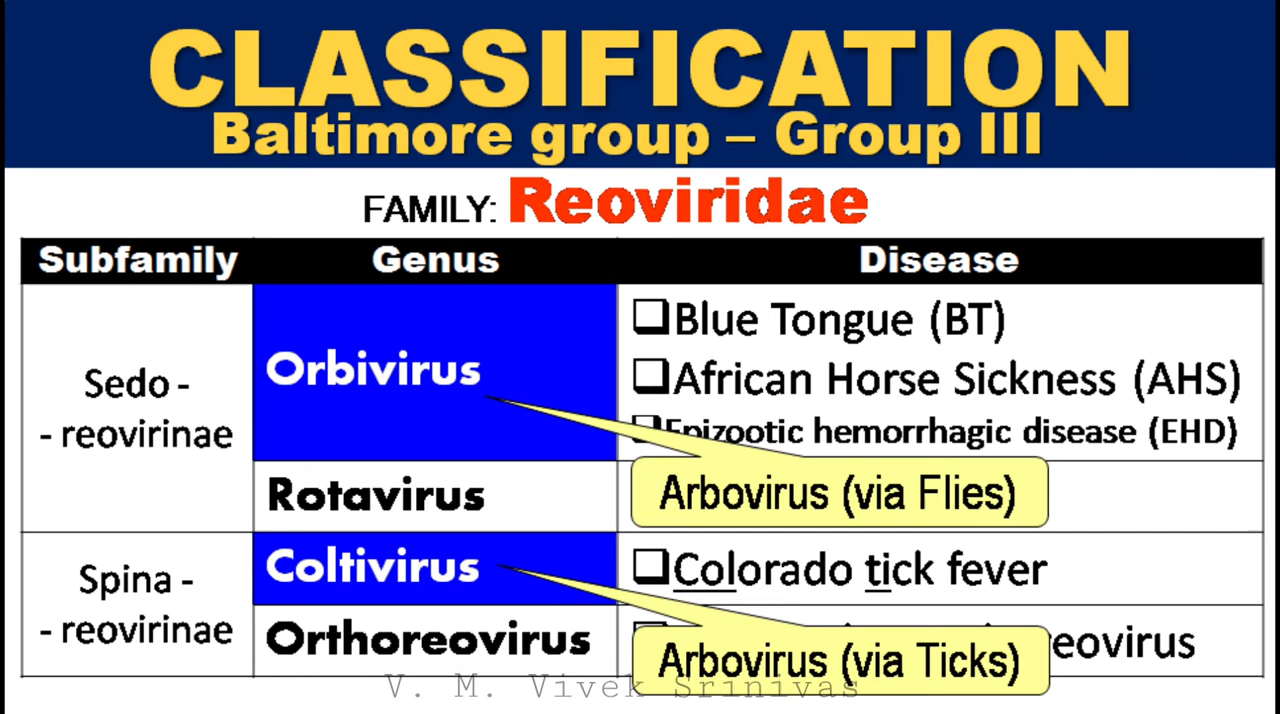 CLASSIFICATION
Baltimore group – Group III
FAMILY: Reoviridae
Subfamily Genus Disease
Sedo -
- reovirinae
Orbivirus
❑Blue Tongue (BT)
❑African Horse Sickness (AHS)
❑Epizootic hemorrhagic disease (EHD)
Rotavirus
Arbovirus (via Flies)
Spina -
- reovirinae
Coltivirus
❑Colorado tick fever
Orthoreovirus
reovirus
Arbovirus (via Ticks)
V. M. Vivek Srinivas